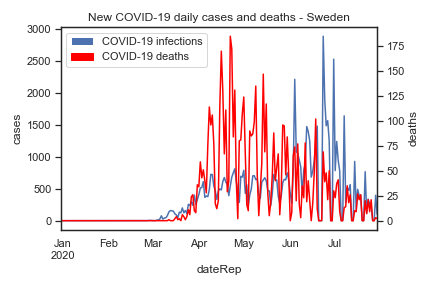 New COVID-19 daily cases and deaths - Sweden
COVID-19 infections
COVID-19 deaths
3000
2500
2000
1500
1000
500
0
cases
175
150
125
100
75
50
25
0
deaths
Jan Feb Mar Apr May Jun Jul
2020
dateRep